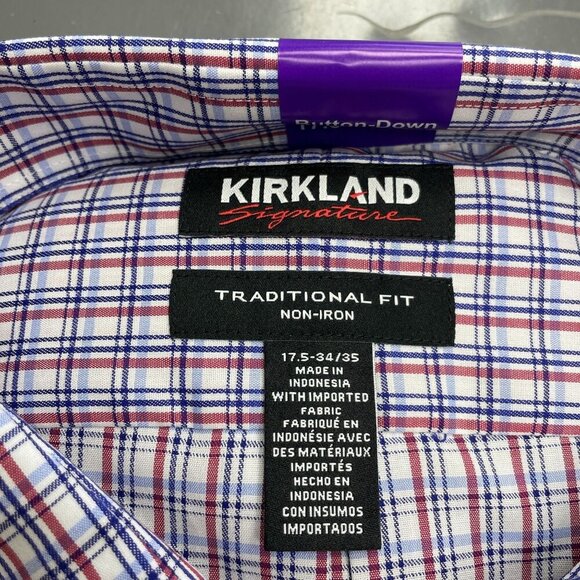 Button-Down
KIRKLAND
Signature
TRADITIONAL FIT
NON-IRON
17.5-34/35
MADE IN
INDONESIA
WITH IMPORTED
FABRIC
FABRIQUÉ EN
INDONÉSIE AVEC
DES MATÉRIAUX
IMPORTÉS
HECHO EN
INDONESIA
CON INSUMOS
IMPORTADOS